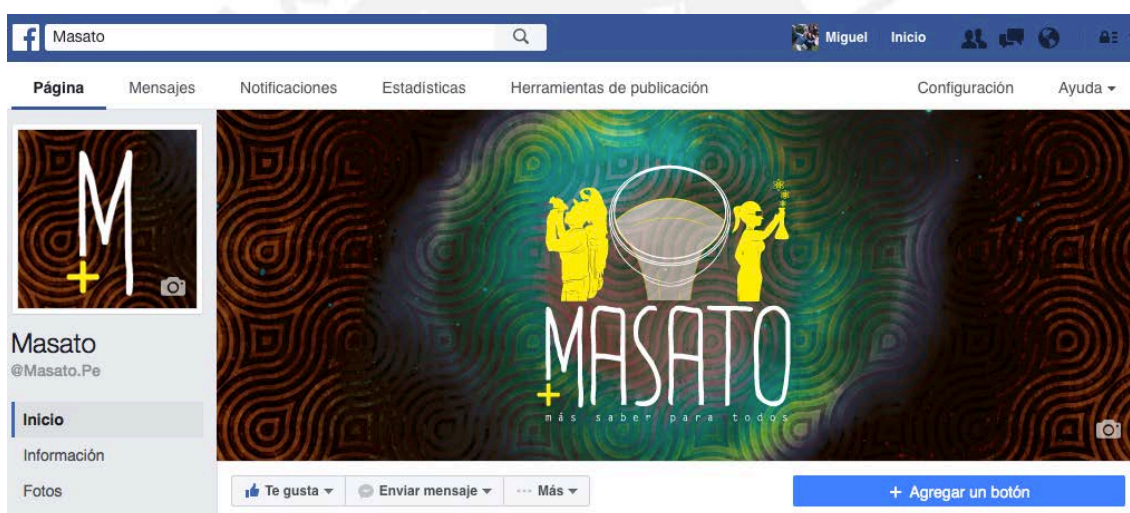 f Masato Miguel Inicio
Página Mensajes Notificaciones Estadísticas Herramientas de publicación Configuración Ayuda
M
+
MASATO
+
más saber para todos
Masato
@Masato.Pe
Inicio
Información
Fotos
Te gusta Enviar mensaje ··· Más + Agregar un botón